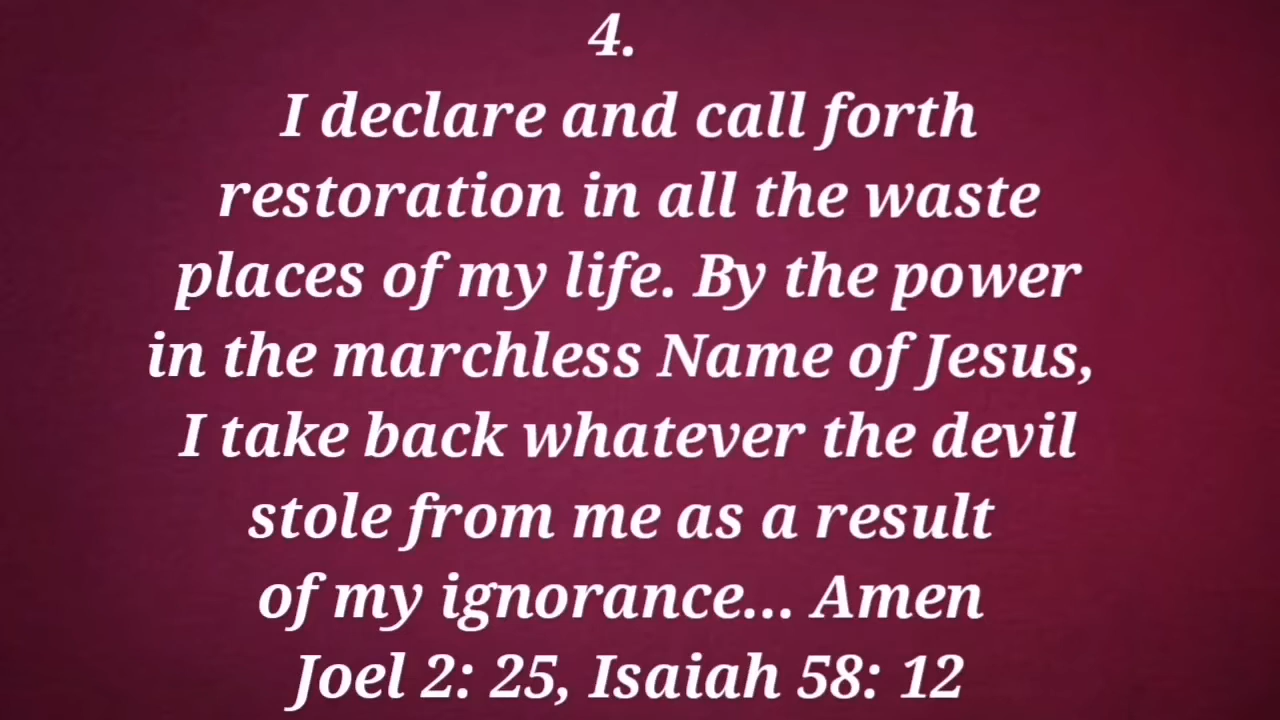 4.
I declare and call forth
restoration in all the waste
places of my life. By the power
in the marchless Name of Jesus,
I take back whatever the devil
stole from me as a result
of my ignorance... Amen
Joel 2: 25, Isaiah 58: 12